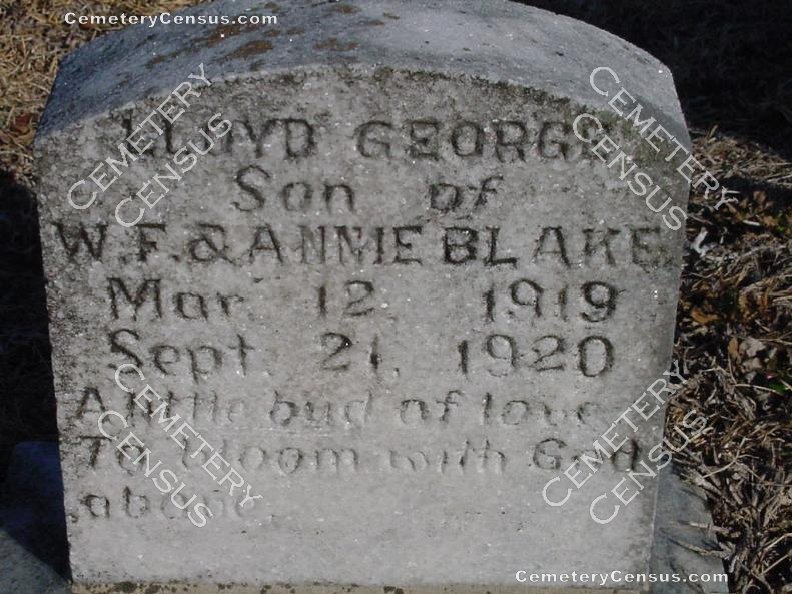 CemeteryCensus.com
LLOYD GEORGE
Son of
W. F. & ANNIE BLAKE
Mar. 12, 1919
Sept. 21, 1920
A little bud of love
To bloom with God
above.
CEMETERY CENSUS
CEMETERY CENSUS
CEMETERY CENSUS
CEMETERY CENSUS
CemeteryCensus.com